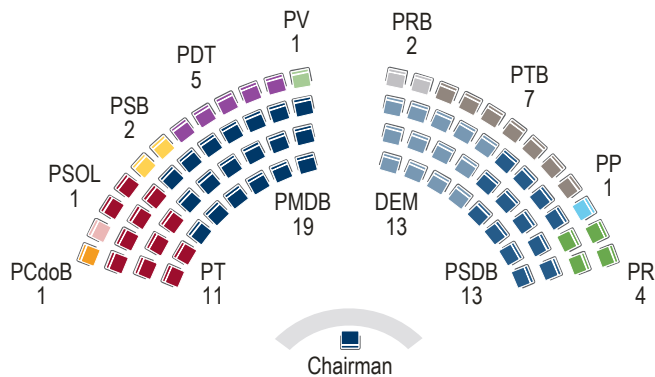 PV
1
PRB
2
PDT
5
PTB
7
PSB
2
PSOL
1
PP
1
PMDB
19
DEM
13
PCdoB
1
PT
11
PSDB
13
PR
4
Chairman